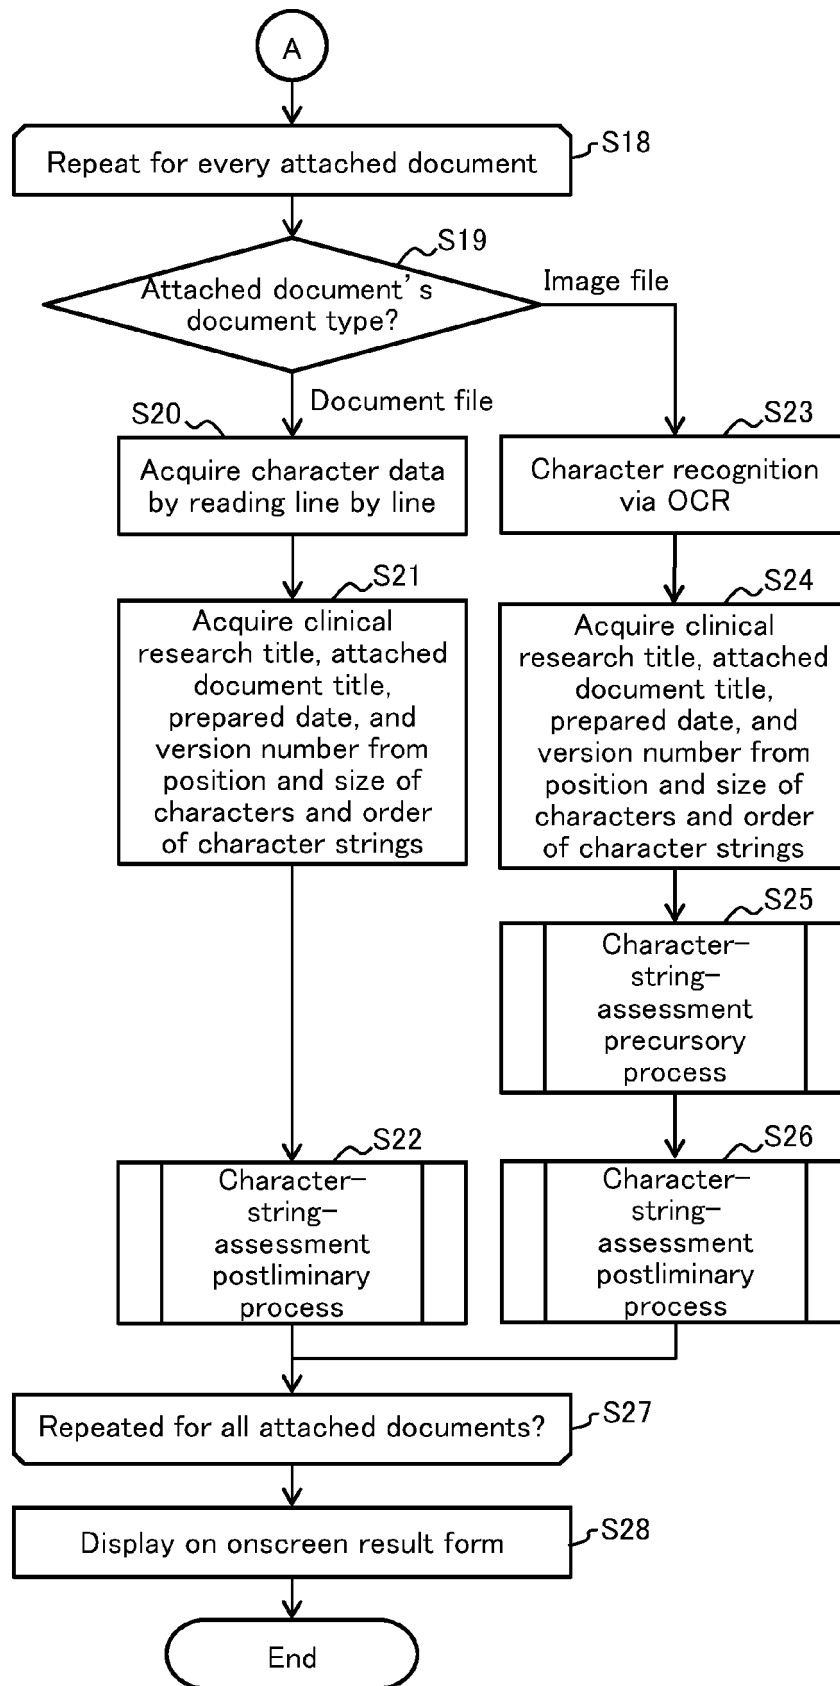 A
Repeat for every attached document
S18
S19
Attached document's
document type?
Image file
Document file
S20
Acquire character data
by reading line by line
S23
Character recognition
via OCR
S21
Acquire clinical
research title, attached
document title,
prepared date, and
version number from
position and size of
characters and order
of character strings
S24
Acquire clinical
research title, attached
document title,
prepared date, and
version number from
position and size of
characters and order
of character strings
S25
Character-
string-
assessment
precursory
process
S22
Character-
string-
assessment
postliminary
process
S26
Character-
string-
assessment
postliminary
process
Repeated for all attached documents?
S27
Display on onscreen result form
S28
End